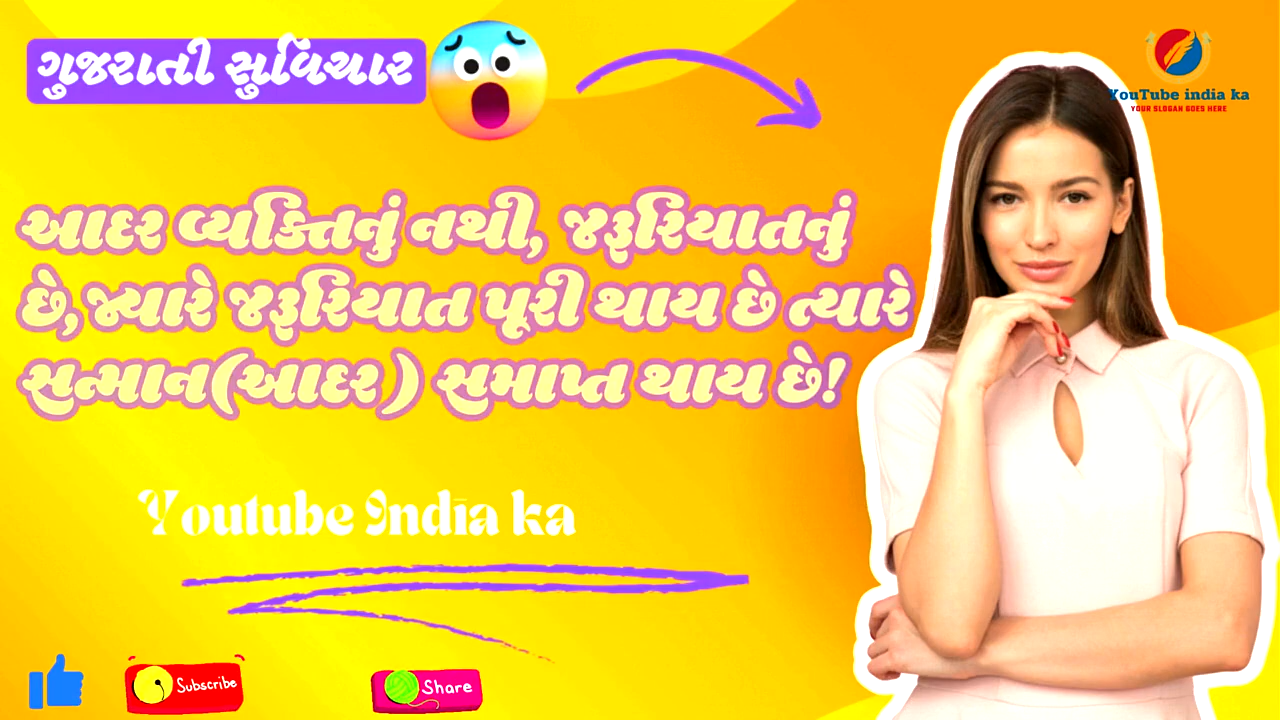 ગુજરાતી સુવિચાર
YouTube india ka
YOUR SLOGAN GOES HERE
આદર વ્યકિતનું નથી, જરૂરિયાતનું
છે, જ્યારે જરૂરિયાત પૂરી થાય છે ત્યારે
સન્માન(આદર) સમાપ્ત થાય છે!
Youtube India ka
Subscribe
Share